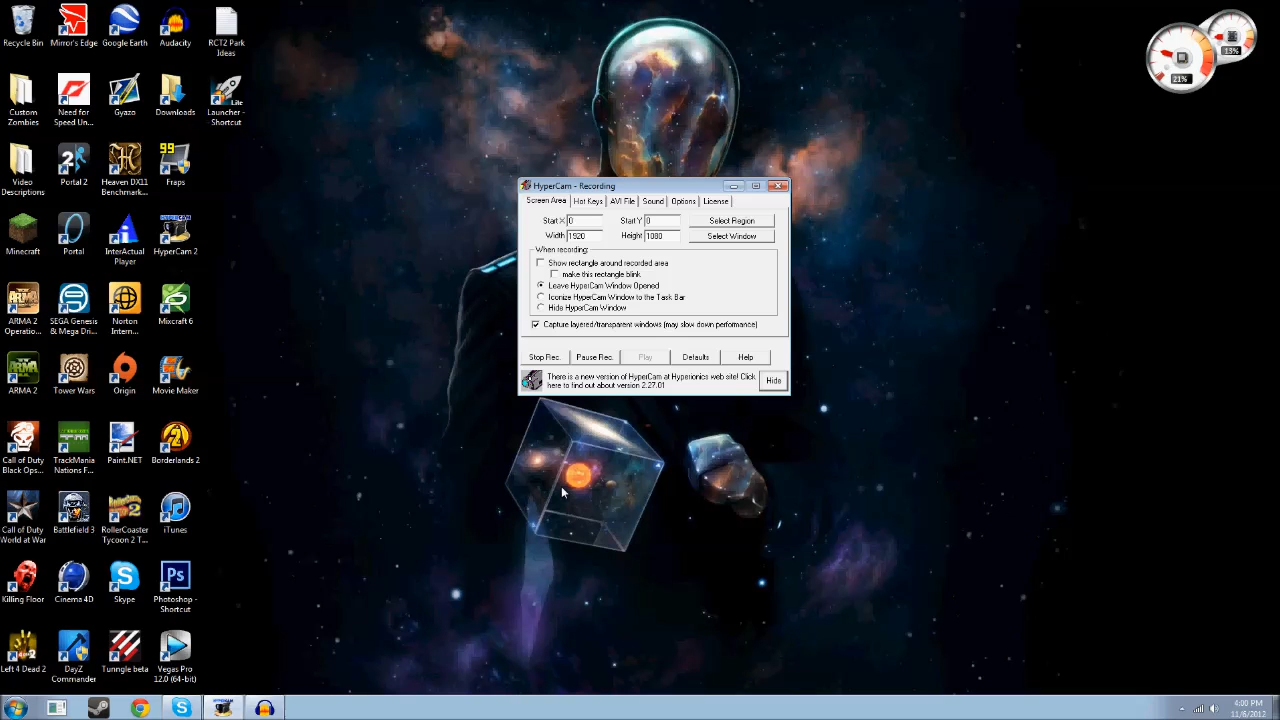 Recycle Bin
Mirror's Edge
Google Earth
Audacity
RCT2 Park
Ideas
Custom
Zombies
Need for
Speed Un...
Gyazo
Downloads
Lite
Launcher -
Shortcut
Video
Descriptions
2
Portal 2
Heaven DX11
Benchmark...
99
Fraps
Minecraft
Portal
InterActual
Player
HYPER
CAM
HyperCam 2
ARMA 2
Operatio...
SEGA Genesis
& Mega Dri...
Norton
Intern...
Mixcraft 6
ARMA 2
Tower Wars
Origin
Movie Maker
Call of Duty
Black Ops...
TrackMania
Nations F...
Paint.NET
Borderlands 2
Call of Duty
World at War
Battlefield 3
RollerCoaster
Tycoon 2 T...
iTunes
Killing Floor
Cinema 4D
Skype
Ps
Photoshop -
Shortcut
Left 4 Dead 2
DayZ
Commander
Tunngle beta
Vegas Pro
12.0 (64-bit)
HyperCam - Recording
Screen Area
Hot Keys
AVI File
Sound
Options
License
Start X
0
Start Y
0
Select Region
Width
1920
Height
1080
Select Window
When recording:
Show rectangle around recorded area
make this rectangle blink
Leave HyperCam Window Opened
Iconize HyperCam Window to the Task Bar
Hide HyperCam Window
Capture layered/transparent windows (may slow down performance)
Stop Rec.
Pause Rec.
Play
Defaults
Help
There is a new version of HyperCam at Hyperionics web site! Click
here to find out about version 2.27.01
Hide
13%
21%
4:00 PM
11/6/2012